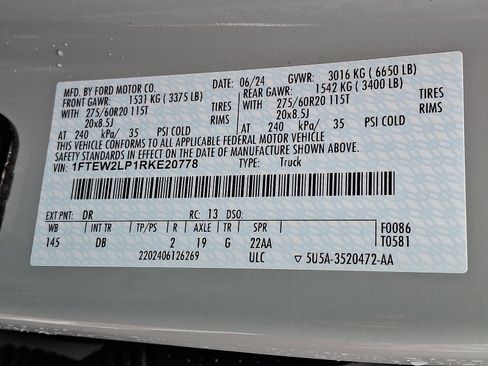 MFD. BY FORD MOTOR CO. DATE: 06/24 GVWR: 3016 KG ( 6650 LB)
FRONT GAWR: 1531 KG ( 3375 LB) REAR GAWR: 1542 KG ( 3400 LB)
WITH 275/60R20 115T TIRES WITH 275/60R20 115T TIRES
20x8.5J RIMS 20x8.5J RIMS
AT 240 kPa/ 35 PSI COLD AT 240 kPa/ 35 PSI COLD
THIS VEHICLE CONFORMS TO ALL APPLICABLE FEDERAL MOTOR VEHICLE
SAFETY AND THEFT PREVENTION STANDARDS IN EFFECT ON THE DATE OF MANUFACTURE SHOWN ABOVE.
VIN: 1FTEW2LP1RKE20778 TYPE: Truck
EXT PNT: DR RC: 13 DSO:
WB INT TR TP/PS R AXLE TR SPR F0086
145 DB 2 19 G 22AA T0581
2202406126269 ULC ▽ 5U5A-3520472-AA